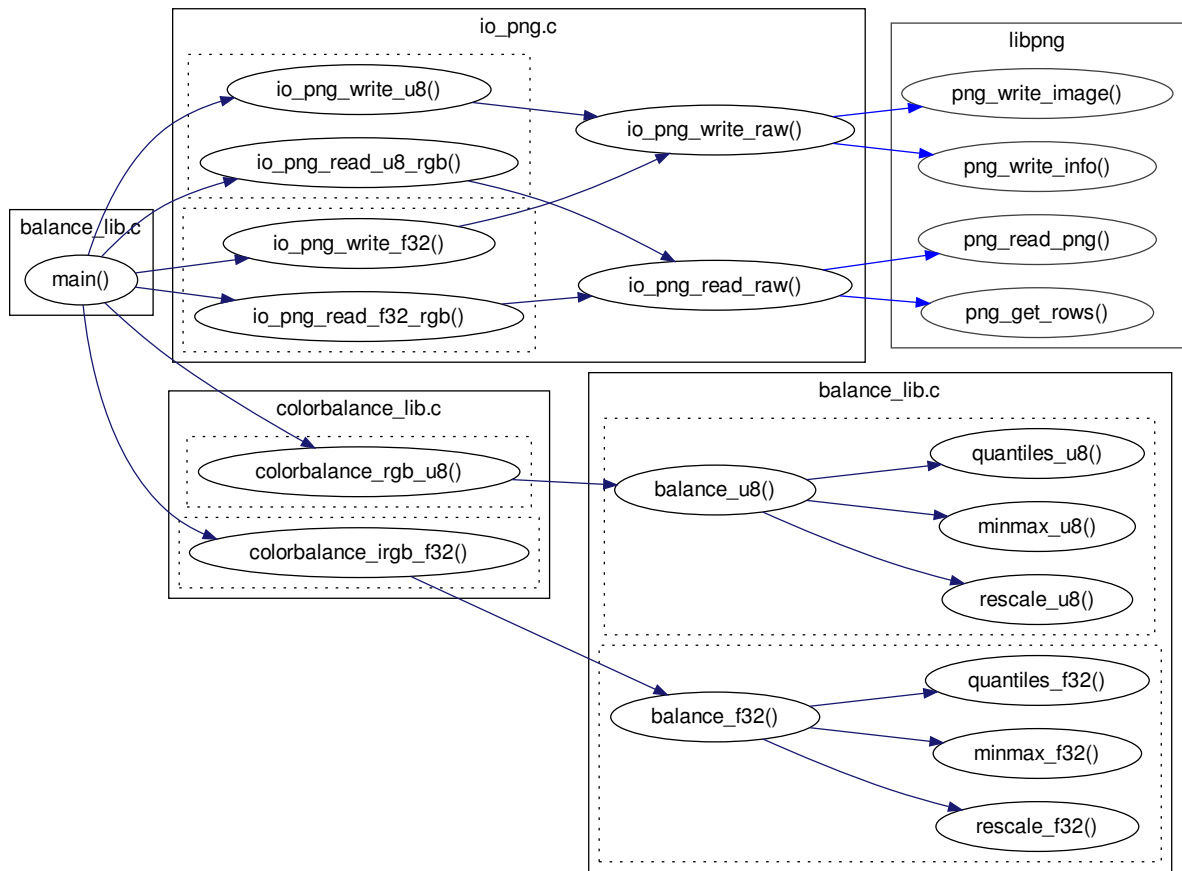 io_png.c
io_png_write_u8()
io_png_read_u8_rgb()
io_png_write_f32()
io_png_read_f32_rgb()
io_png_write_raw()
io_png_read_raw()
libpng
png_write_image()
png_write_info()
png_read_png()
png_get_rows()
balance_lib.c
main()
colorbalance_lib.c
colorbalance_rgb_u8()
colorbalance_irgb_f32()
balance_lib.c
balance_u8()
quantiles_u8()
minmax_u8()
rescale_u8()
balance_f32()
quantiles_f32()
minmax_f32()
rescale_f32()